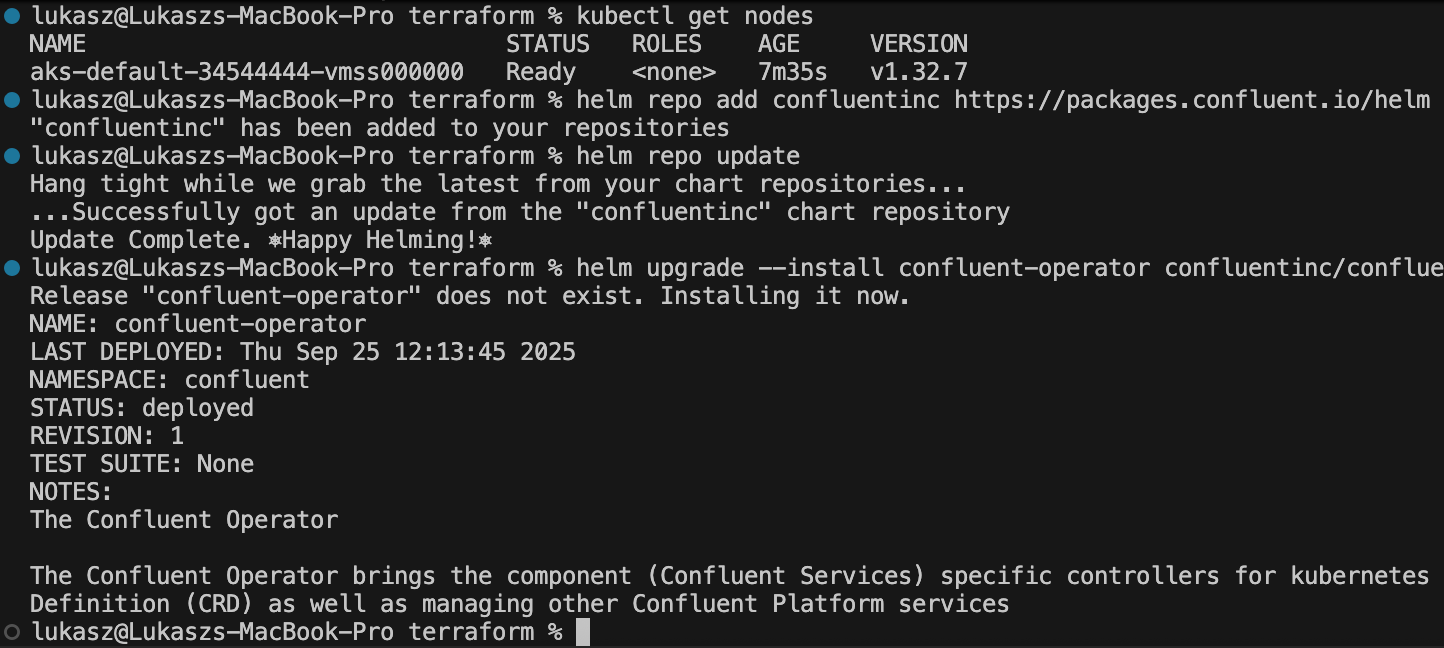 lukasz@Lukaszs-MacBook-Pro terraform % kubectl get nodes
NAME                              STATUS   ROLES    AGE     VERSION
aks-default-34544444-vmss000000   Ready    <none>   7m35s   v1.32.7
lukasz@Lukaszs-MacBook-Pro terraform % helm repo add confluentinc https://packages.confluent.io/helm
"confluentinc" has been added to your repositories
lukasz@Lukaszs-MacBook-Pro terraform % helm repo update
Hang tight while we grab the latest from your chart repositories...
...Successfully got an update from the "confluentinc" chart repository
Update Complete. ⎈Happy Helming!⎈
lukasz@Lukaszs-MacBook-Pro terraform % helm upgrade --install confluent-operator confluentinc/conflue
Release "confluent-operator" does not exist. Installing it now.
NAME: confluent-operator
LAST DEPLOYED: Thu Sep 25 12:13:45 2025
NAMESPACE: confluent
STATUS: deployed
REVISION: 1
TEST SUITE: None
NOTES:
The Confluent Operator
The Confluent Operator brings the component (Confluent Services) specific controllers for kubernetes
Definition (CRD) as well as managing other Confluent Platform services
lukasz@Lukaszs-MacBook-Pro terraform %